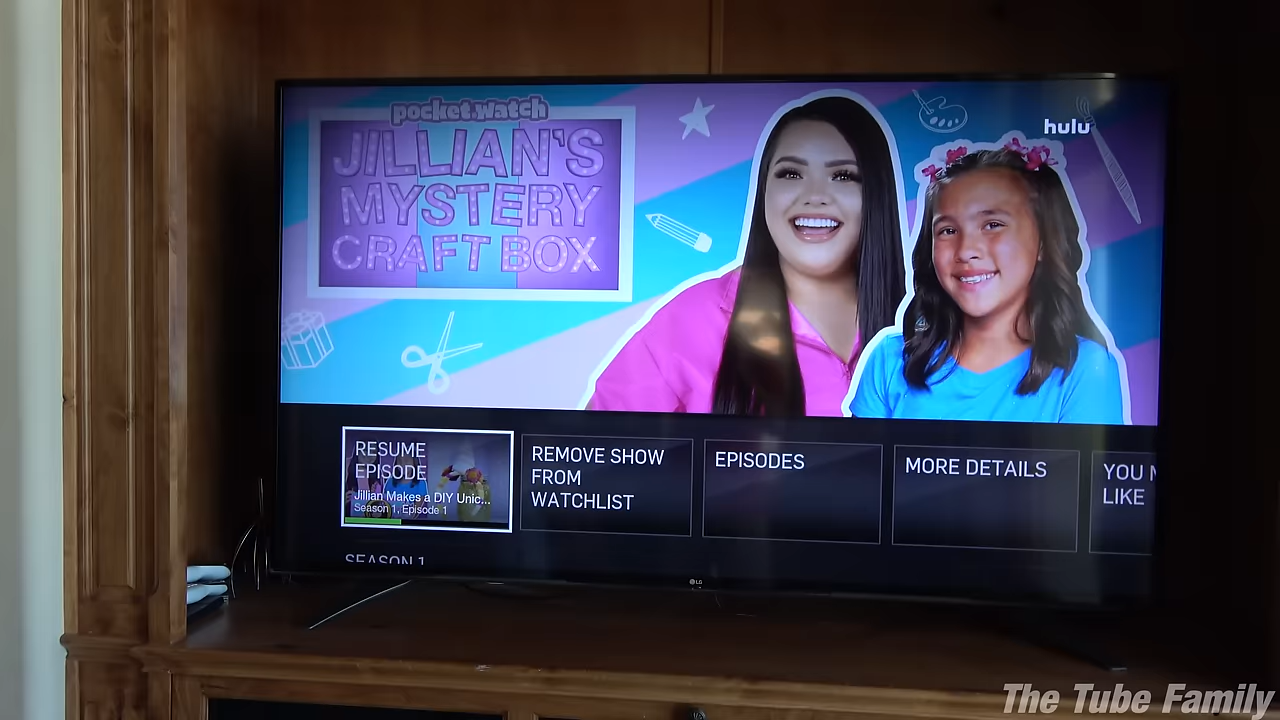 pocket.watch
JILLIAN'S
MYSTERY
CRAFT BOX
hulu
RESUME
EPISODE
Jillian Makes a DIY Unic...
Season 1, Episode 1
REMOVE SHOW
FROM
WATCHLIST
EPISODES
MORE DETAILS
YOU M
LIKE
SEASON 1
LG
The Tube Family